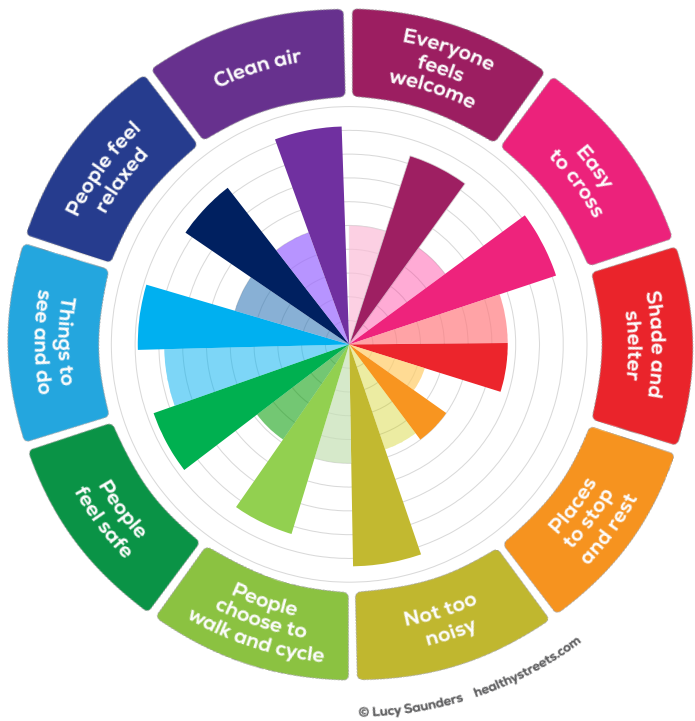 Everyone
feels
welcome
Easy
to cross
Shade and
shelter
Places
to stop
and rest
Not too
noisy
People
choose to
walk and cycle
People
feel safe
Things to
see and do
People feel
relaxed
Clean air
© Lucy Saunders healthystreets.com